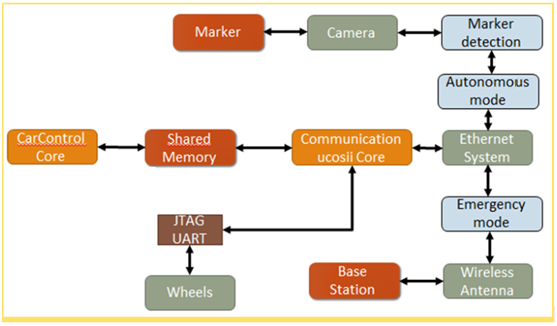 Marker
Camera
Marker
detection
Autonomous
mode
CarControl
Core
Shared
Memory
Communication
ucosii Core
Ethernet
System
Emergency
mode
JTAG
UART
Wheels
Base
Station
Wireless
Antenna